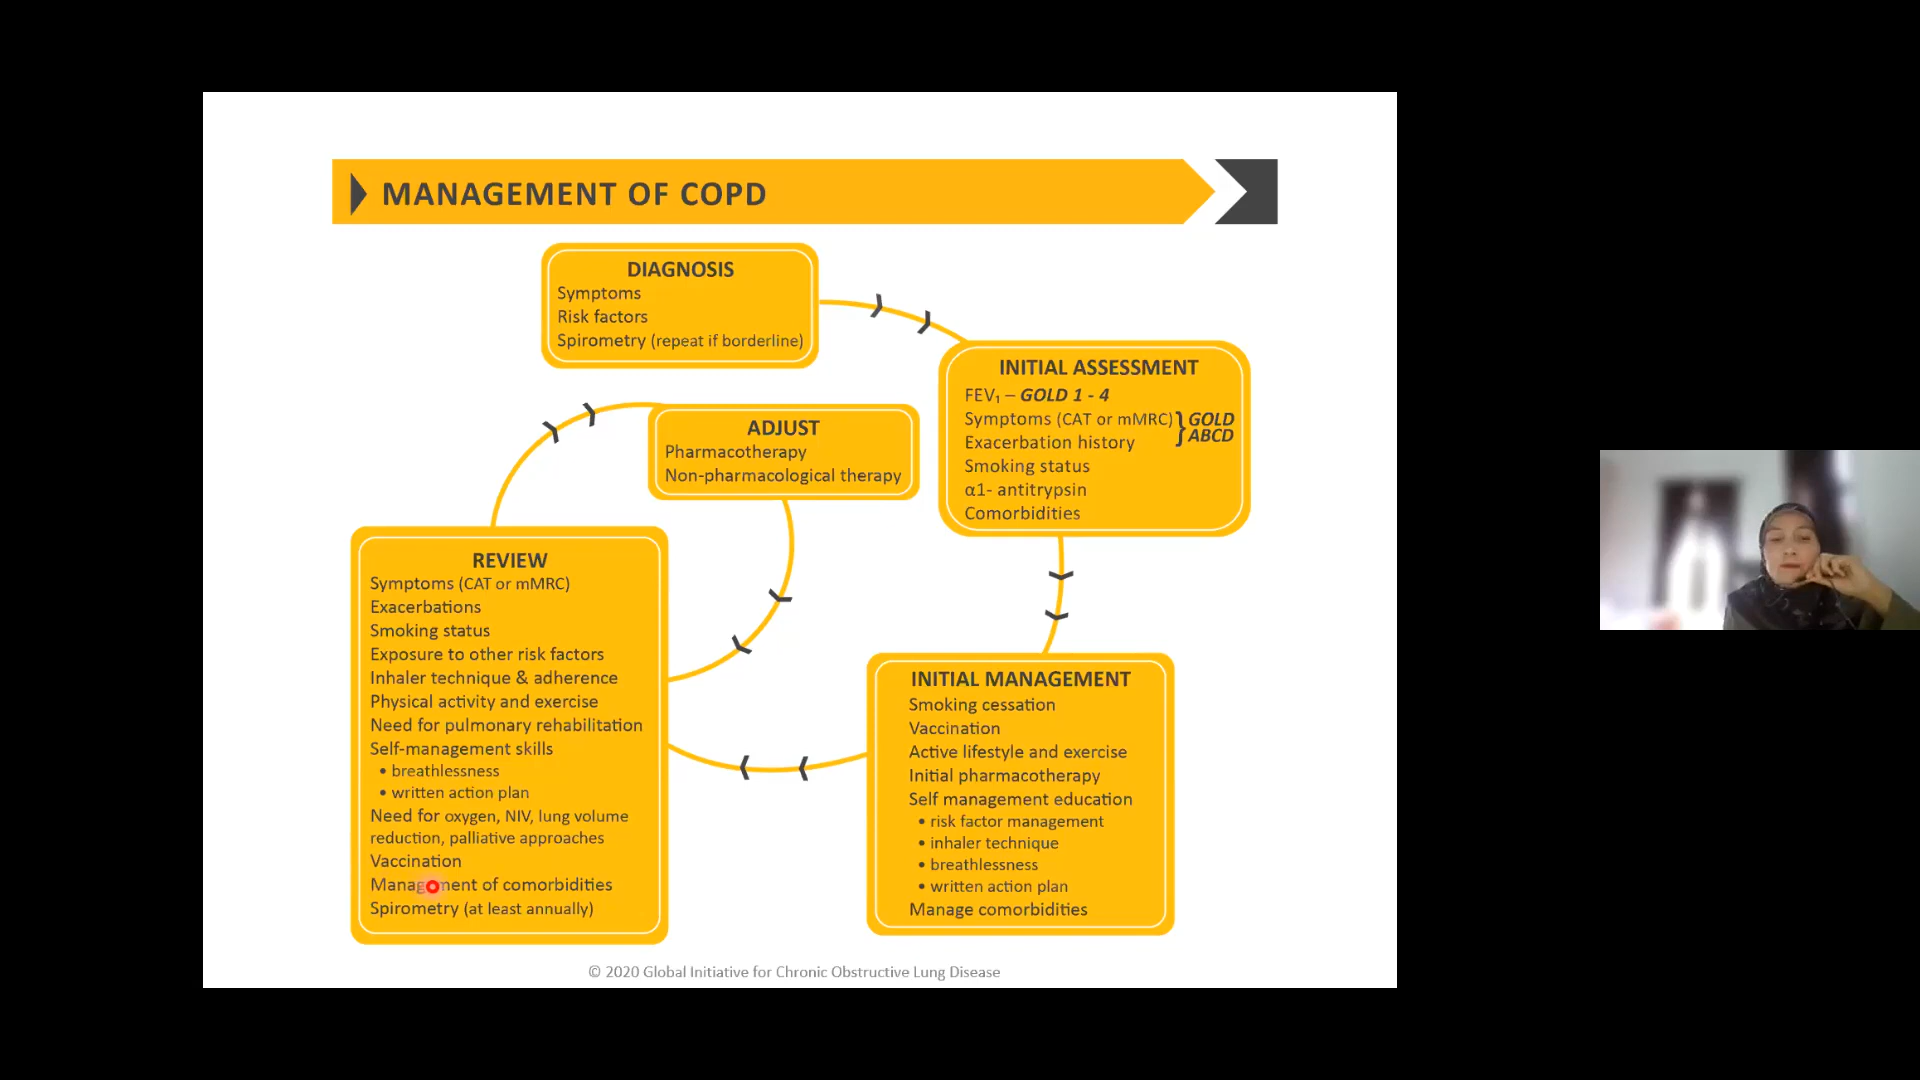 MANAGEMENT OF COPD
DIAGNOSIS
Symptoms
Risk factors
Spirometry (repeat if borderline)
INITIAL ASSESSMENT
FEV₁ – GOLD 1 - 4
Symptoms (CAT or mMRC)
Exacerbation history
} GOLD
ABCD
Smoking status
α1- antitrypsin
Comorbidities
ADJUST
Pharmacotherapy
Non-pharmacological therapy
REVIEW
Symptoms (CAT or mMRC)
Exacerbations
Smoking status
Exposure to other risk factors
Inhaler technique & adherence
Physical activity and exercise
Need for pulmonary rehabilitation
Self-management skills
• breathlessness
• written action plan
Need for oxygen, NIV, lung volume
reduction, palliative approaches
Vaccination
Management of comorbidities
Spirometry (at least annually)
INITIAL MANAGEMENT
Smoking cessation
Vaccination
Active lifestyle and exercise
Initial pharmacotherapy
Self management education
• risk factor management
• inhaler technique
• breathlessness
• written action plan
Manage comorbidities
© 2020 Global Initiative for Chronic Obstructive Lung Disease